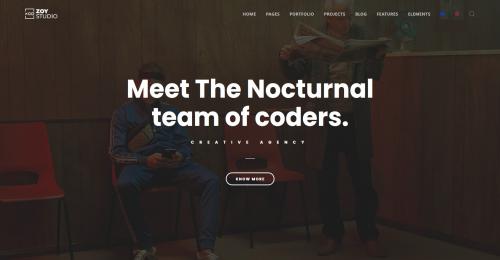 ZOY
STUDIO
HOME PAGES PORTFOLIO PROJECTS BLOG FEATURES ELEMENTS
Meet The Nocturnal
team of coders.
CREATIVE AGENCY
KNOW MORE